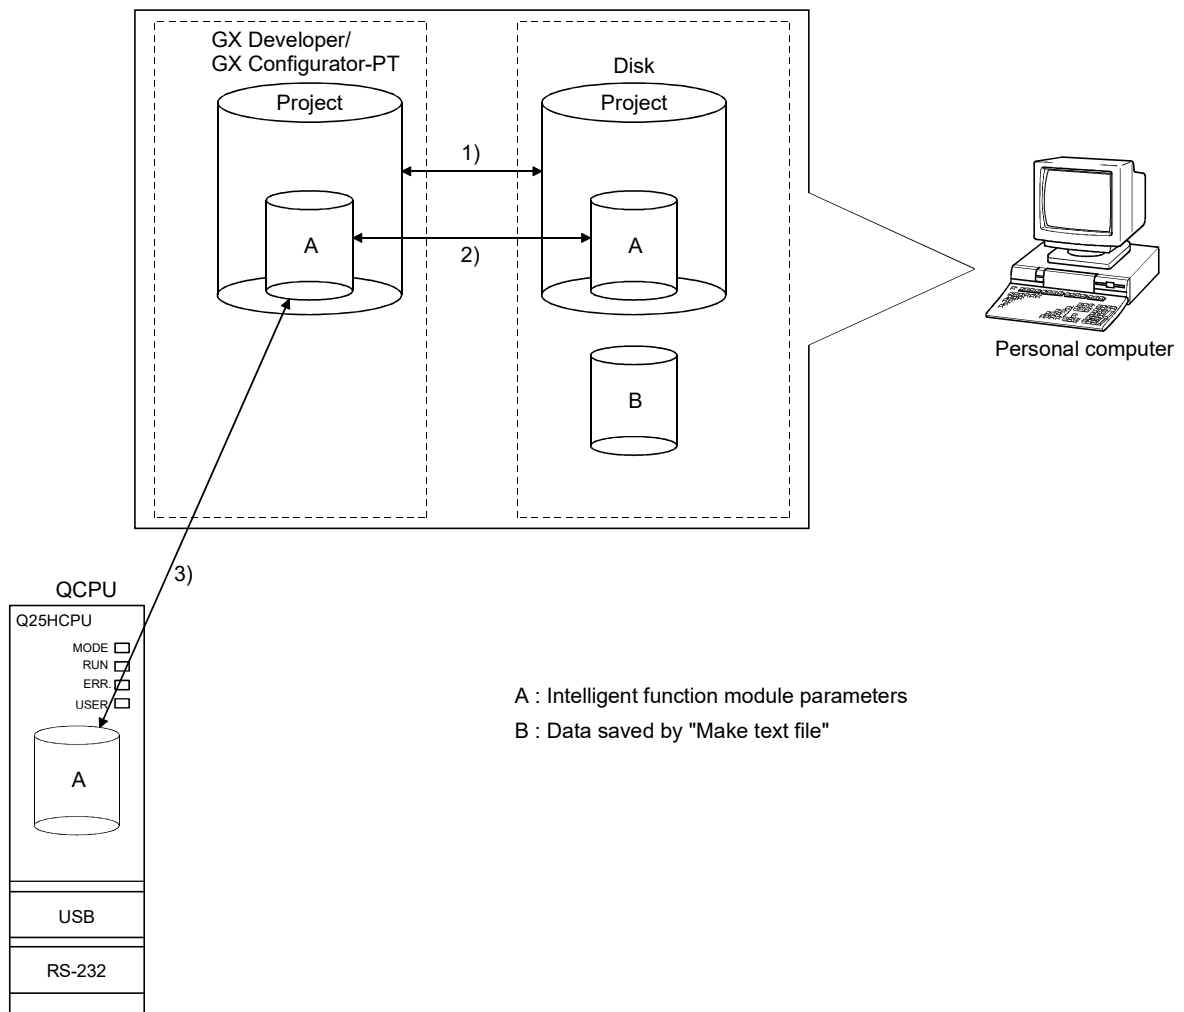 GX Developer/
GX Configurator-PT
Disk
Project
Project
1)
A
A
2)
Personal computer
B
3)
QCPU
Q25HCPU
MODE
RUN
ERR.
USER
A : Intelligent function module parameters
B : Data saved by "Make text file"
A
USB
RS-232